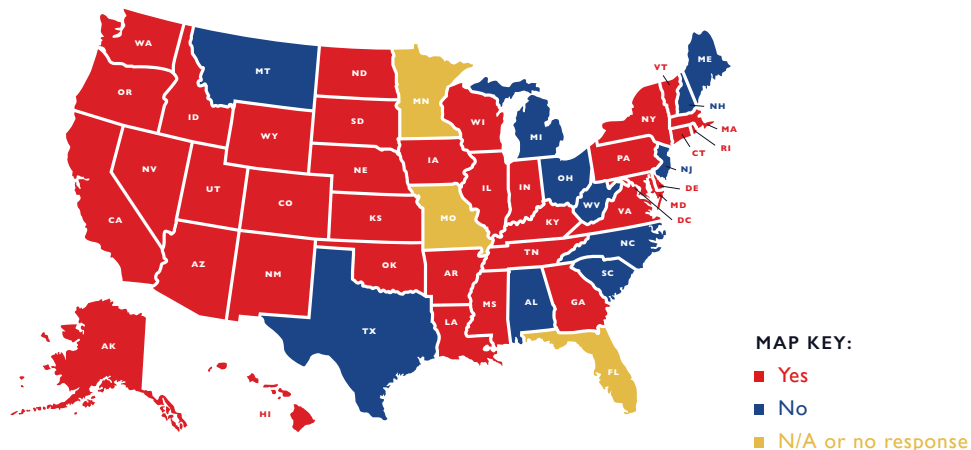 WA
MT
ND
MN
OR
ID
SD
WI
MI
WY
NE
IA
NV
UT
CO
KS
MO
IL
IN
OH
PA
NY
VT
ME
NH
MA
RI
CT
NJ
DE
MD
DC
WV
VA
KY
CA
AZ
NM
OK
AR
TN
NC
SC
MS
AL
GA
LA
TX
FL
AK
HI
MAP KEY:
Yes
No
N/A or no response